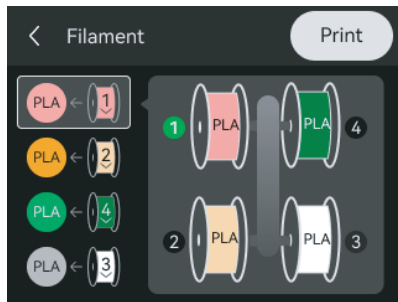 Filament
Print
PLA 1
PLA 2
PLA 4
PLA 3
1 PLA PLA 4
2 PLA PLA 3